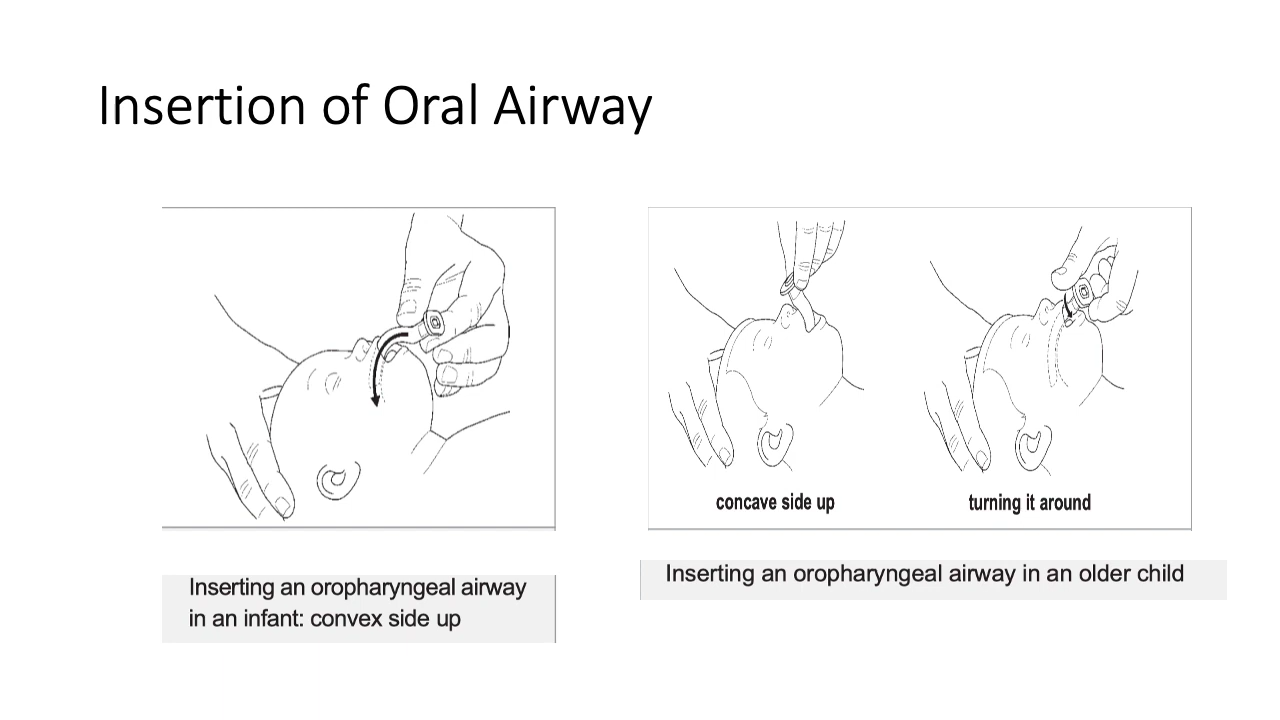 Insertion of Oral Airway
Inserting an oropharyngeal airway
in an infant: convex side up
concave side up
turning it around
Inserting an oropharyngeal airway in an older child